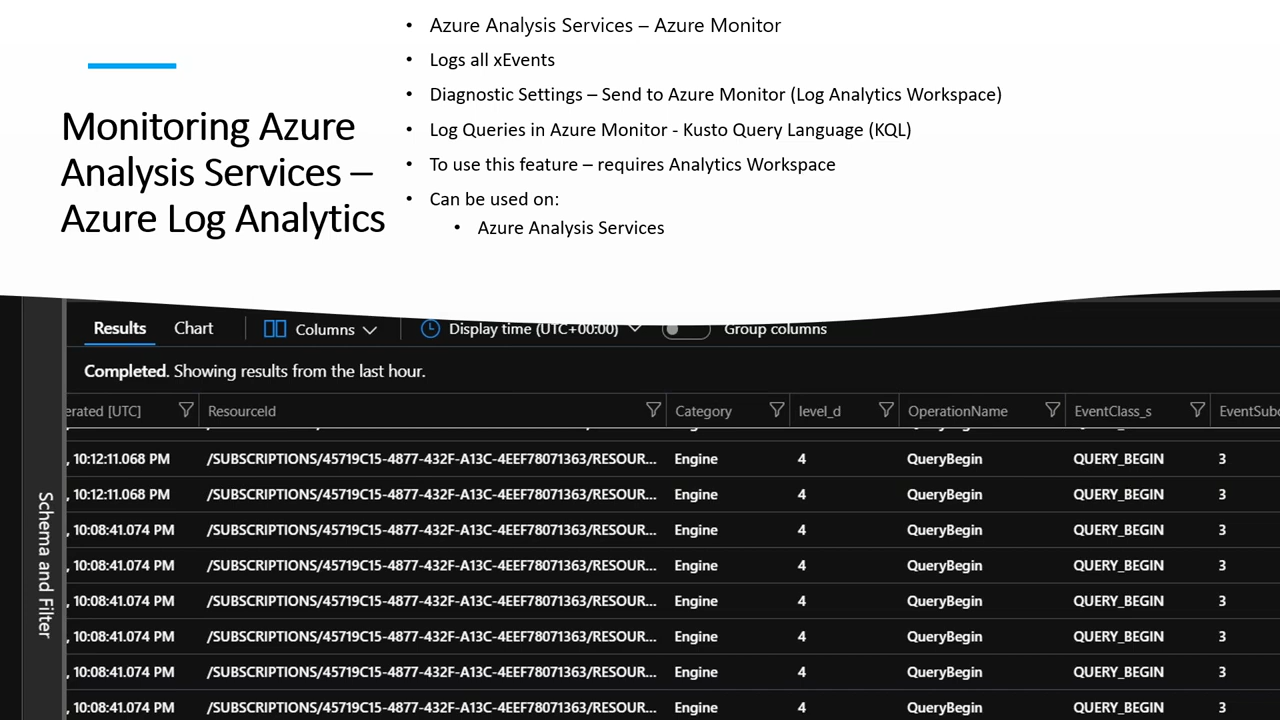 Monitoring Azure
Analysis Services –
Azure Log Analytics
• Azure Analysis Services – Azure Monitor
• Logs all xEvents
• Diagnostic Settings – Send to Azure Monitor (Log Analytics Workspace)
• Log Queries in Azure Monitor - Kusto Query Language (KQL)
• To use this feature – requires Analytics Workspace
• Can be used on:
• Azure Analysis Services
Schema and Filter
Results Chart Columns Display time (UTC+00:00) Group columns
Completed. Showing results from the last hour.
erated [UTC] ResourceId Category level_d OperationName EventClass_s EventSub
, 10:12:11.068 PM /SUBSCRIPTIONS/45719C15-4877-432F-A13C-4EEF78071363/RESOUR... Engine 4 QueryBegin QUERY_BEGIN 3
, 10:12:11.068 PM /SUBSCRIPTIONS/45719C15-4877-432F-A13C-4EEF78071363/RESOUR... Engine 4 QueryBegin QUERY_BEGIN 3
, 10:08:41.074 PM /SUBSCRIPTIONS/45719C15-4877-432F-A13C-4EEF78071363/RESOUR... Engine 4 QueryBegin QUERY_BEGIN 3
, 10:08:41.074 PM /SUBSCRIPTIONS/45719C15-4877-432F-A13C-4EEF78071363/RESOUR... Engine 4 QueryBegin QUERY_BEGIN 3
, 10:08:41.074 PM /SUBSCRIPTIONS/45719C15-4877-432F-A13C-4EEF78071363/RESOUR... Engine 4 QueryBegin QUERY_BEGIN 3
, 10:08:41.074 PM /SUBSCRIPTIONS/45719C15-4877-432F-A13C-4EEF78071363/RESOUR... Engine 4 QueryBegin QUERY_BEGIN 3
, 10:08:41.074 PM /SUBSCRIPTIONS/45719C15-4877-432F-A13C-4EEF78071363/RESOUR... Engine 4 QueryBegin QUERY_BEGIN 3
, 10:08:41.074 PM /SUBSCRIPTIONS/45719C15-4877-432F-A13C-4EEF78071363/RESOUR... Engine 4 QueryBegin QUERY_BEGIN 3